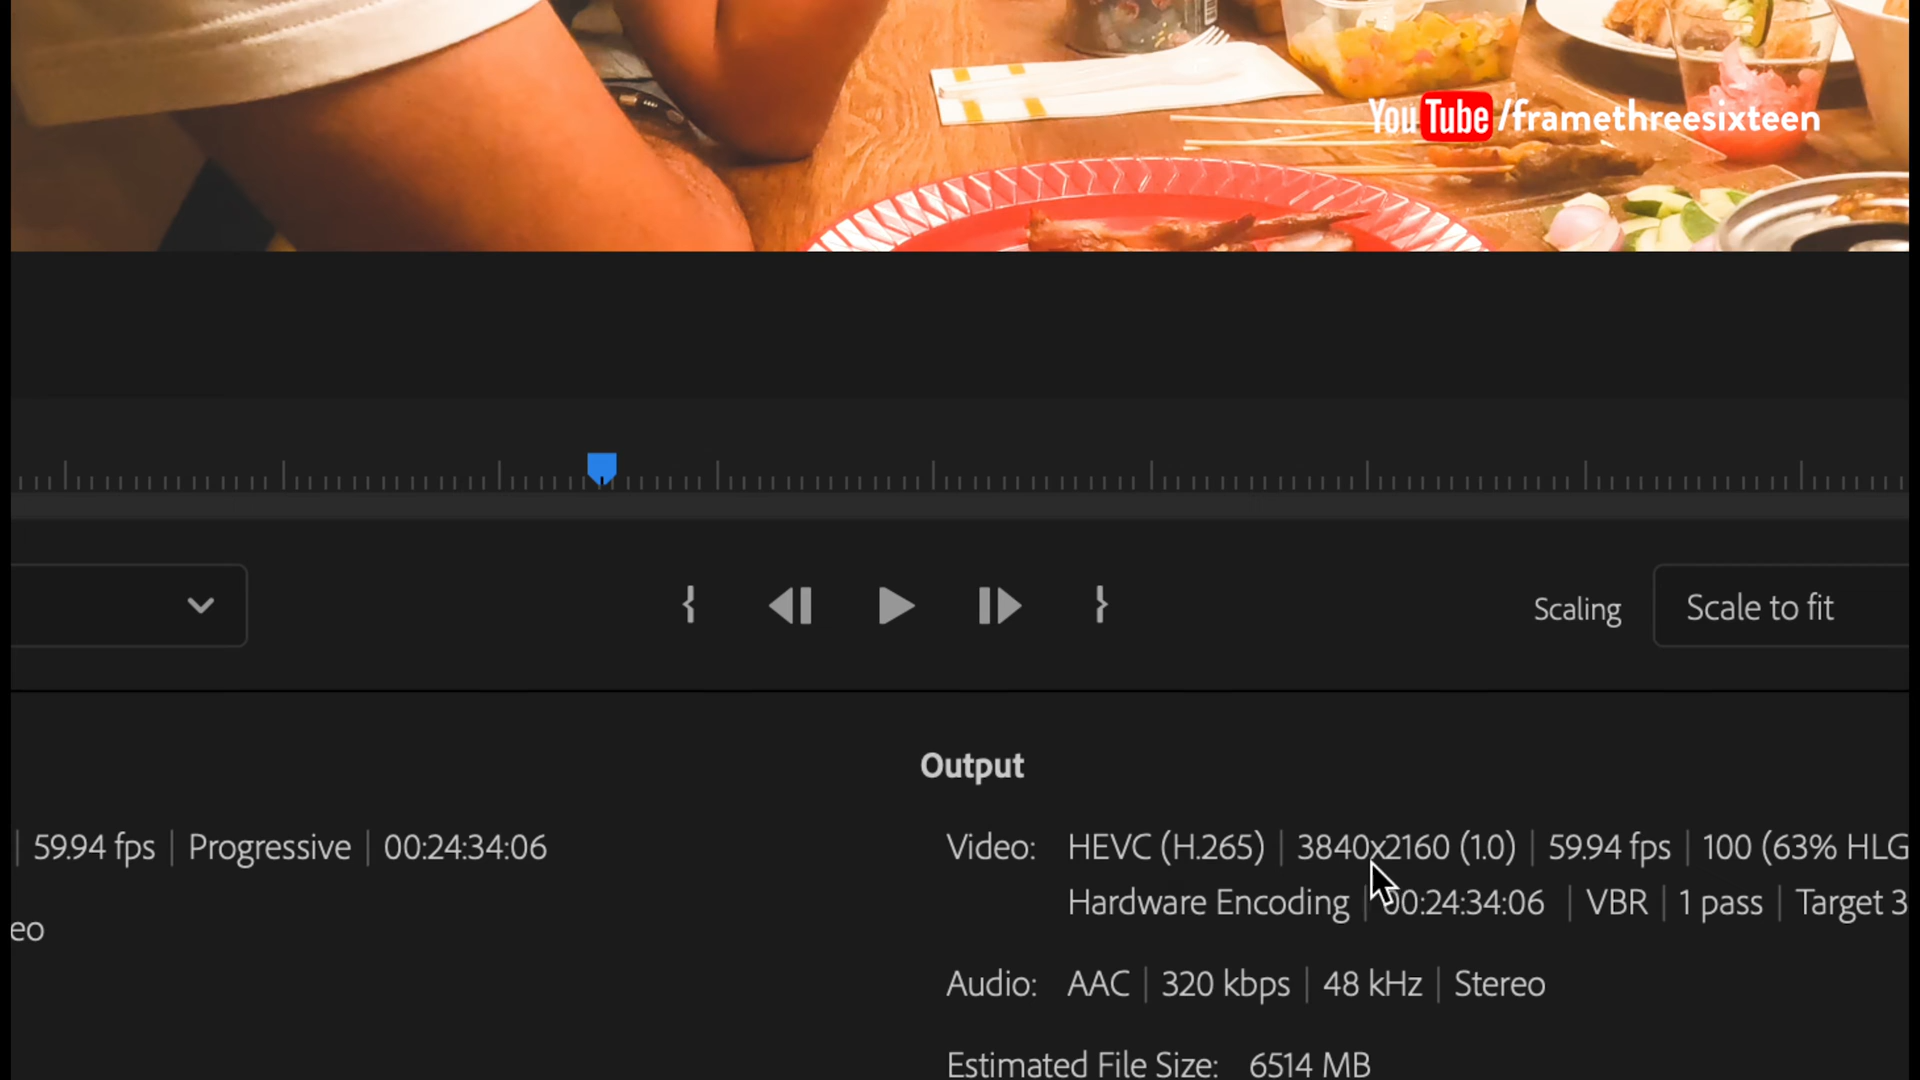 YouTube/framethreesixteen
Scaling
Scale to fit
Output
59.94 fps | Progressive | 00:24:34:06
Video: HEVC (H.265) | 3840x2160 (1.0) | 59.94 fps | 100 (63% HLG
Hardware Encoding | 00:24:34:06 | VBR | 1 pass | Target 3
eo
Audio: AAC | 320 kbps | 48 kHz | Stereo
Estimated File Size: 6514 MB